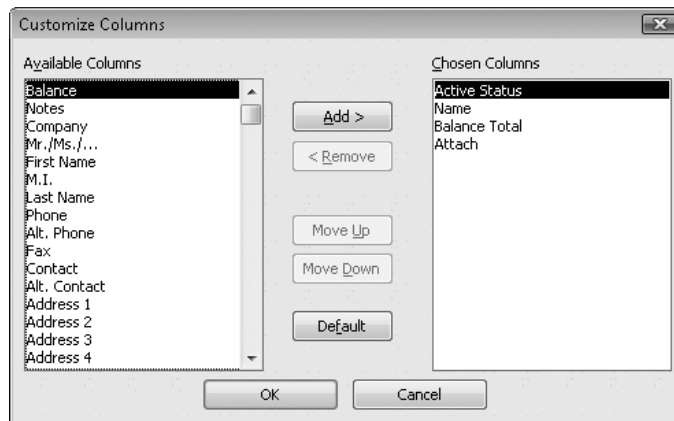 Customize Columns
Available Columns
Balance
Notes
Company
Mr./Ms./...
First Name
M.I.
Last Name
Phone
Alt. Phone
Fax
Contact
Alt. Contact
Address 1
Address 2
Address 3
Address 4
Add >
< Remove
Move Up
Move Down
Default
Chosen Columns
Active Status
Name
Balance Total
Attach
OK
Cancel